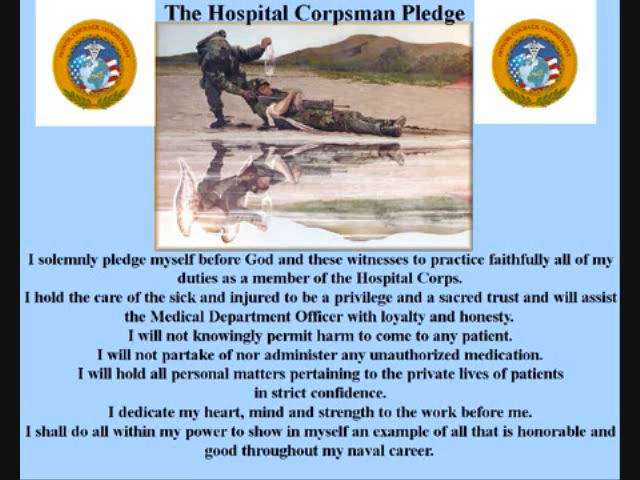 The Hospital Corpsman Pledge
HONOR, COURAGE, COMMITMENT
HONOR, COURAGE, COMMITMENT
I solemnly pledge myself before God and these witnesses to practice faithfully all of my
duties as a member of the Hospital Corps.
I hold the care of the sick and injured to be a privilege and a sacred trust and will assist
the Medical Department Officer with loyalty and honesty.
I will not knowingly permit harm to come to any patient.
I will not partake of nor administer any unauthorized medication.
I will hold all personal matters pertaining to the private lives of patients
in strict confidence.
I dedicate my heart, mind and strength to the work before me.
I shall do all within my power to show in myself an example of all that is honorable and
good throughout my naval career.